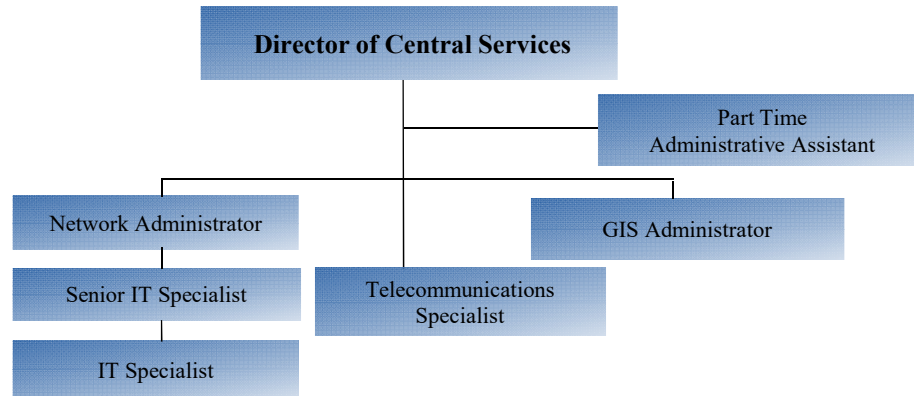 Director of Central Services
Part Time
Administrative Assistant
Network Administrator
GIS Administrator
Senior IT Specialist
Telecommunications
Specialist
IT Specialist